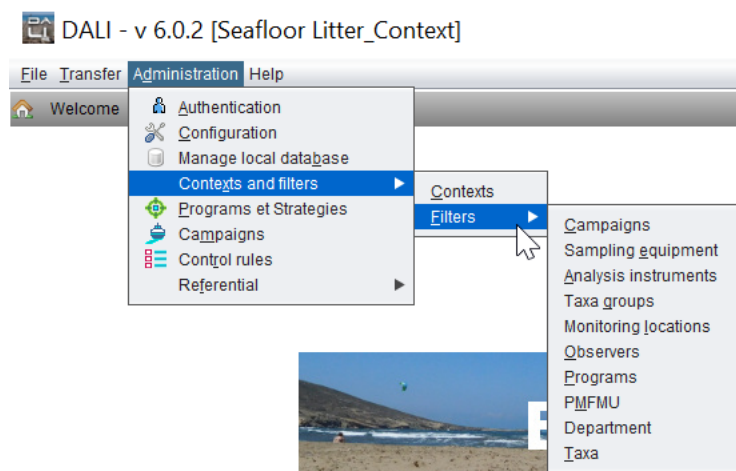 DALI - v 6.0.2 [Seafloor Litter_Context]
File Transfer Administration Help
Welcome
Authentication
Configuration
Manage local database
Contexts and filters
Programs et Strategies
Campaigns
Control rules
Referential
Contexts
Filters
Campaigns
Sampling equipment
Analysis instruments
Taxa groups
Monitoring locations
Observers
Programs
PMFMU
Department
Taxa